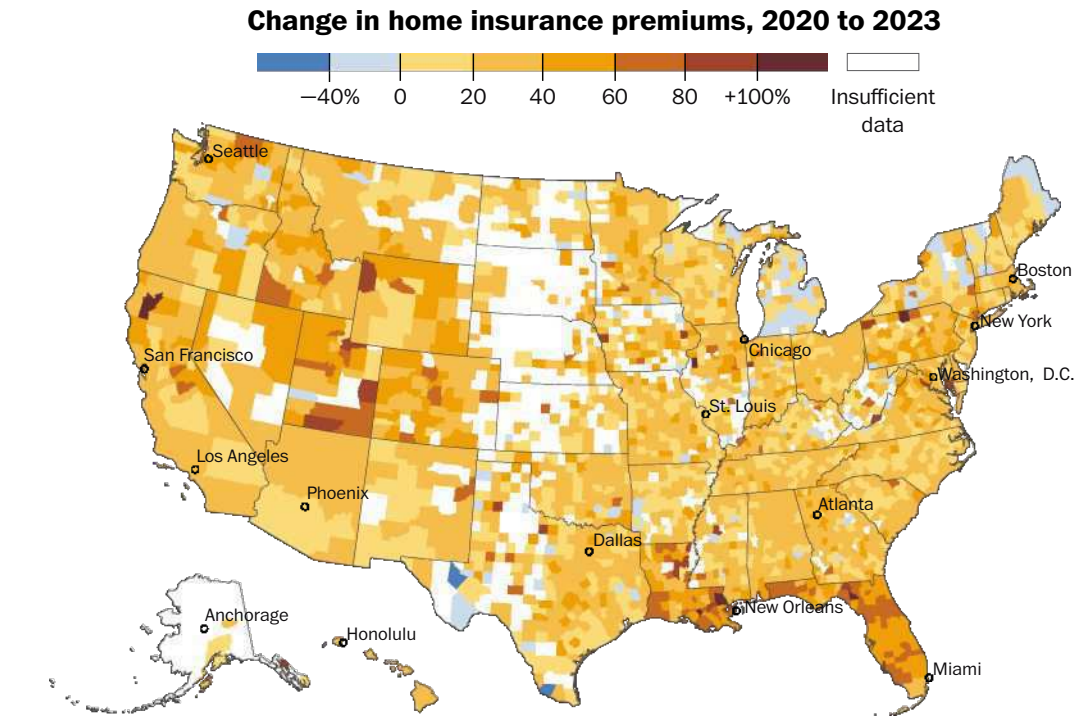 Change in home insurance premiums, 2020 to 2023
—40% 0 20 40 60 80 +100% Insufficient
data
Seattle
Boston
New York
San Francisco
Chicago
Washington, D.C.
St. Louis
Los Angeles
Phoenix
Atlanta
Dallas
New Orleans
Anchorage
Honolulu
Miami